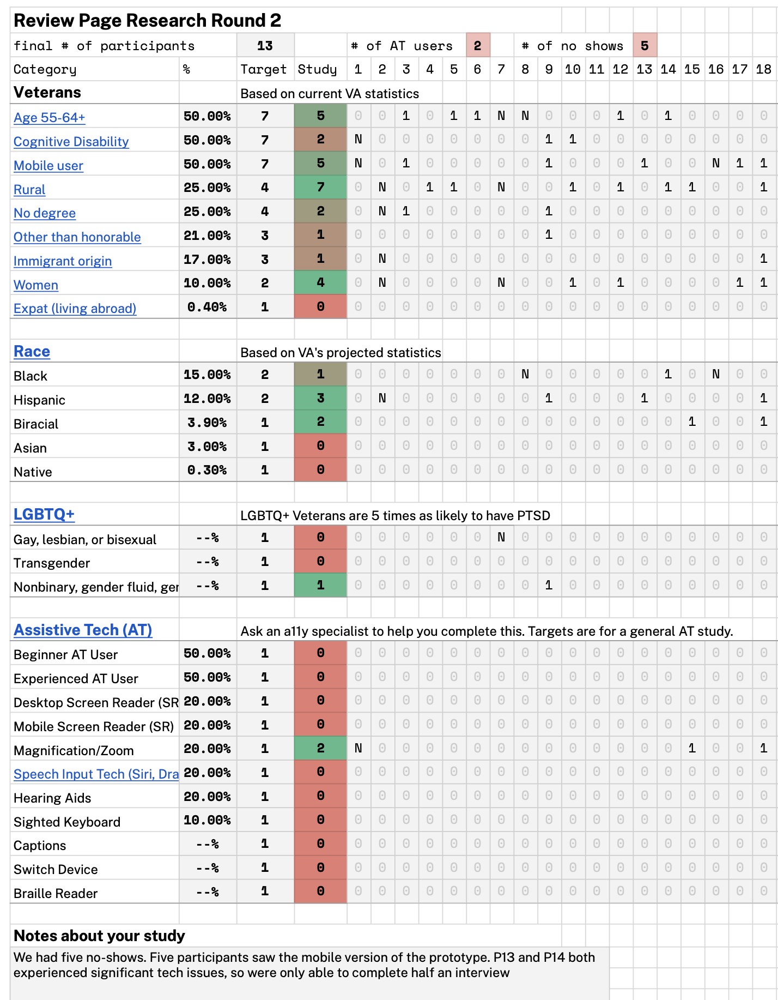 Review Page Research Round 2
final # of participants 13 # of AT users 2 # of no shows 5
Category % Target Study 1 2 3 4 5 6 7 8 9 10 11 12 13 14 15 16 17 18
Veterans Based on current VA statistics
Age 55-64+ 50.00% 7 5 0 0 1 0 1 1 N N 0 0 0 1 0 1 0 0 0 0
Cognitive Disability 50.00% 7 2 N 0 0 0 0 0 0 0 1 1 0 0 0 0 0 0 0 0
Mobile user 50.00% 7 5 N 0 1 0 0 0 0 0 1 0 0 0 1 0 0 N 1 1
Rural 25.00% 4 7 0 N 0 1 1 0 N 0 0 1 0 1 0 1 1 0 0 1
No degree 25.00% 4 2 0 N 1 0 0 0 0 0 1 0 0 0 0 0 0 0 0 0
Other than honorable 21.00% 3 1 0 0 0 0 0 0 0 0 1 0 0 0 0 0 0 0 0 0
Immigrant origin 17.00% 3 1 0 N 0 0 0 0 0 0 0 0 0 0 0 0 0 0 0 1
Women 10.00% 2 4 0 N 0 0 0 0 N 0 0 1 0 1 0 0 0 0 1 1
Expat (living abroad) 0.40% 1 0 0 0 0 0 0 0 0 0 0 0 0 0 0 0 0 0 0 0
Race Based on VA's projected statistics
Black 15.00% 2 1 0 0 0 0 0 0 0 N 0 0 0 0 0 1 0 N 0 0
Hispanic 12.00% 2 3 0 N 0 0 0 0 0 0 1 0 0 0 1 0 0 0 0 1
Biracial 3.90% 1 2 0 0 0 0 0 0 0 0 0 0 0 0 0 0 1 0 0 1
Asian 3.00% 1 0 0 0 0 0 0 0 0 0 0 0 0 0 0 0 0 0 0 0
Native 0.30% 1 0 0 0 0 0 0 0 0 0 0 0 0 0 0 0 0 0 0 0
LGBTQ+ LGBTQ+ Veterans are 5 times as likely to have PTSD
Gay, lesbian, or bisexual --% 1 0 0 0 0 0 0 0 N 0 0 0 0 0 0 0 0 0 0 0
Transgender --% 1 0 0 0 0 0 0 0 0 0 0 0 0 0 0 0 0 0 0 0
Nonbinary, gender fluid, ger --% 1 1 0 0 0 0 0 0 0 0 1 0 0 0 0 0 0 0 0 0
Assistive Tech (AT) Ask an a11y specialist to help you complete this. Targets are for a general AT study.
Beginner AT User 50.00% 1 0 0 0 0 0 0 0 0 0 0 0 0 0 0 0 0 0 0 0
Experienced AT User 50.00% 1 0 0 0 0 0 0 0 0 0 0 0 0 0 0 0 0 0 0 0
Desktop Screen Reader (SR 20.00% 1 0 0 0 0 0 0 0 0 0 0 0 0 0 0 0 0 0 0 0
Mobile Screen Reader (SR) 20.00% 1 0 0 0 0 0 0 0 0 0 0 0 0 0 0 0 0 0 0 0
Magnification/Zoom 20.00% 1 2 N 0 0 0 0 0 0 0 0 0 0 0 0 0 1 0 0 1
Speech Input Tech (Siri, Dra 20.00% 1 0 0 0 0 0 0 0 0 0 0 0 0 0 0 0 0 0 0 0
Hearing Aids 20.00% 1 0 0 0 0 0 0 0 0 0 0 0 0 0 0 0 0 0 0 0
Sighted Keyboard 10.00% 1 0 0 0 0 0 0 0 0 0 0 0 0 0 0 0 0 0 0 0
Captions --% 1 0 0 0 0 0 0 0 0 0 0 0 0 0 0 0 0 0 0 0
Switch Device --% 1 0 0 0 0 0 0 0 0 0 0 0 0 0 0 0 0 0 0 0
Braille Reader --% 1 0 0 0 0 0 0 0 0 0 0 0 0 0 0 0 0 0 0 0
Notes about your study
We had five no-shows. Five participants saw the mobile version of the prototype. P13 and P14 both
experienced significant tech issues, so were only able to complete half an interview